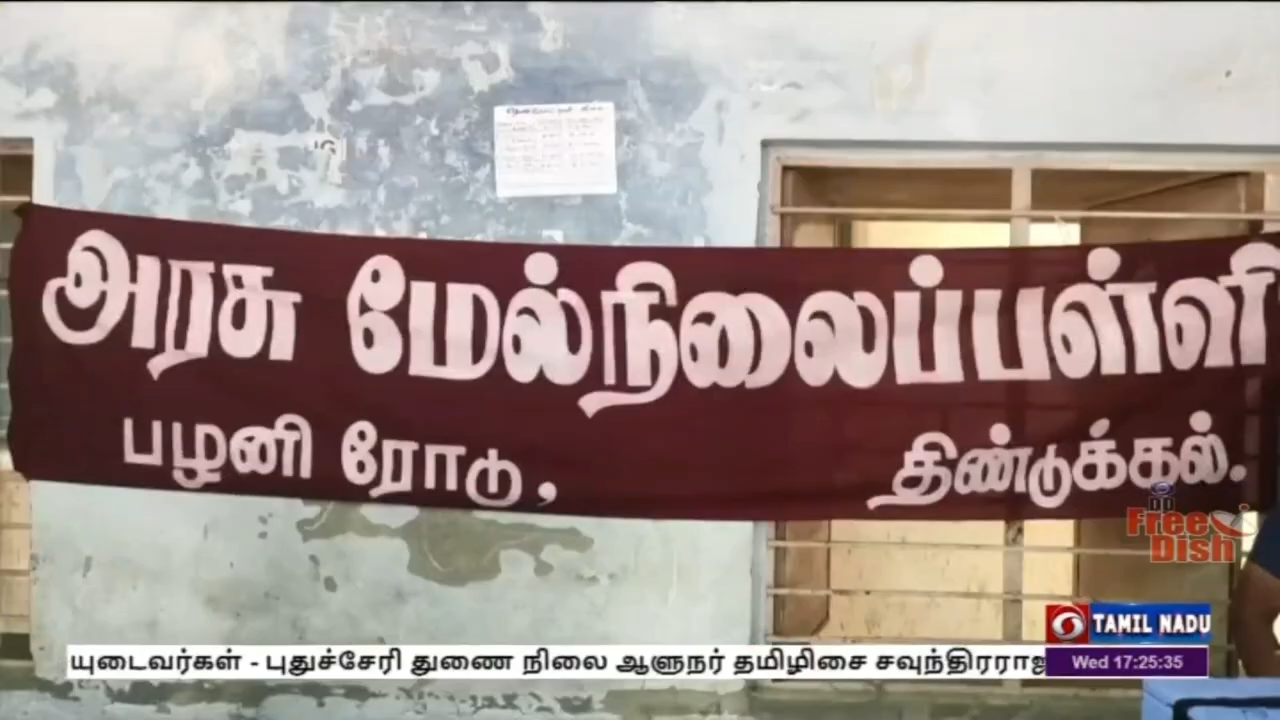 அரசு மேல்நிலைப்பள்ளி
பழனி ரோடு,
திண்டுக்கல்.
DD
Free
Dish
TAMIL NADU
யுடைவர்கள் - புதுச்சேரி துணை நிலை ஆளுநர் தமிழிசை சவுந்திரராஜ
Wed 17:25:35